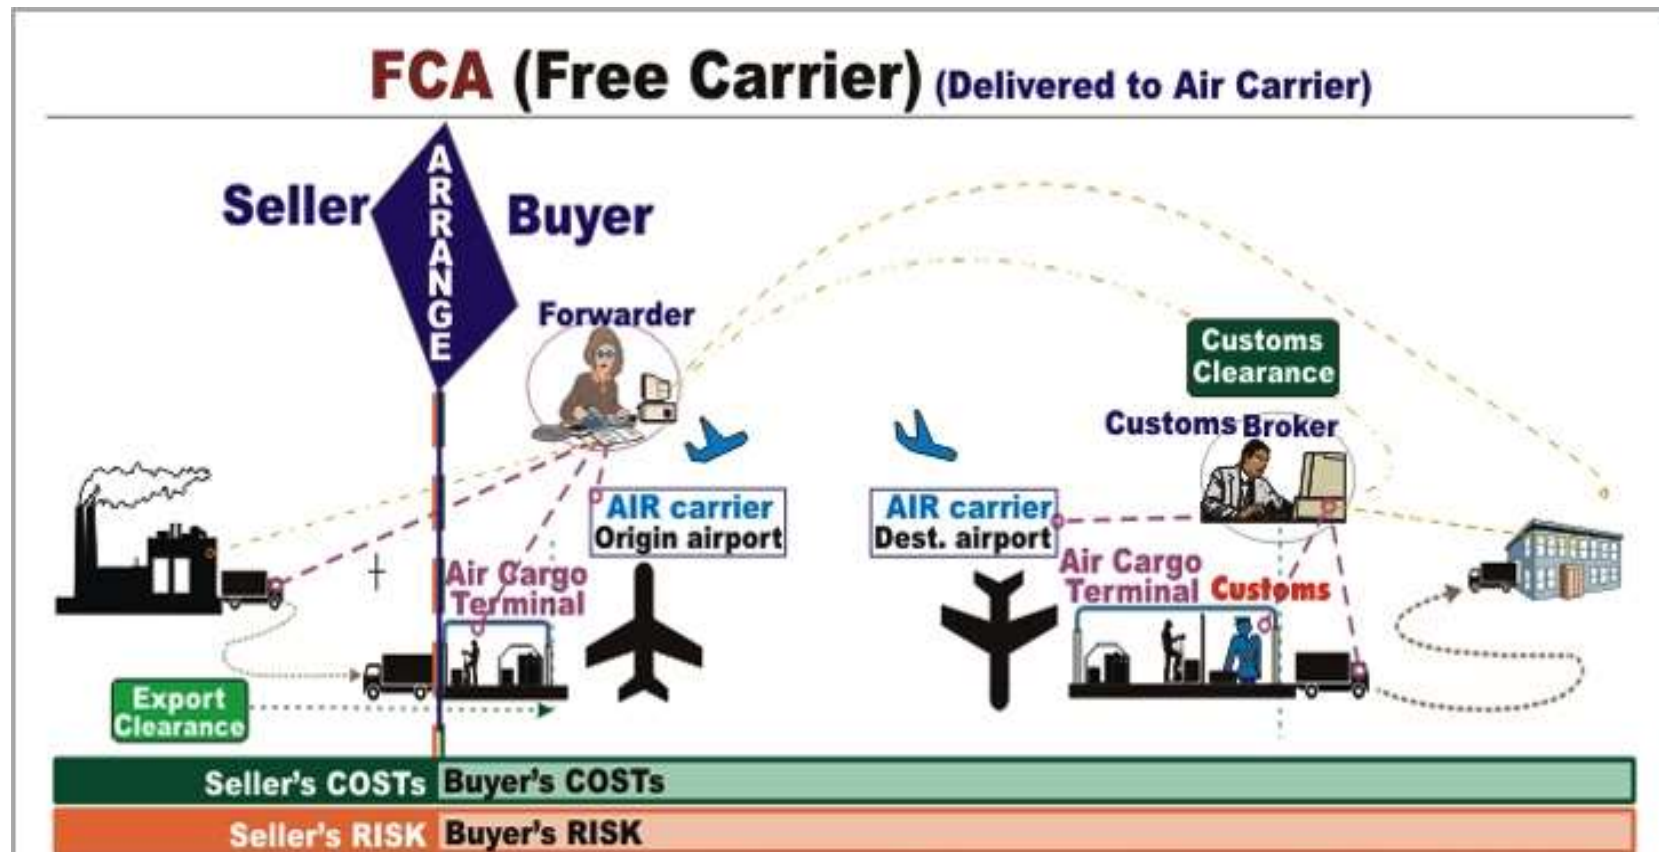 FCA (Free Carrier) (Delivered to Air Carrier)
ARRANGE
Seller
Buyer
Forwarder
Customs
Clearance
Customs Broker
AIR carrier
Origin airport
AIR carrier
Dest. airport
Air Cargo
Terminal
Air Cargo
Terminal
Customs
Export
Clearance
Seller's COSTs
Buyer's COSTs
Seller's RISK
Buyer's RISK